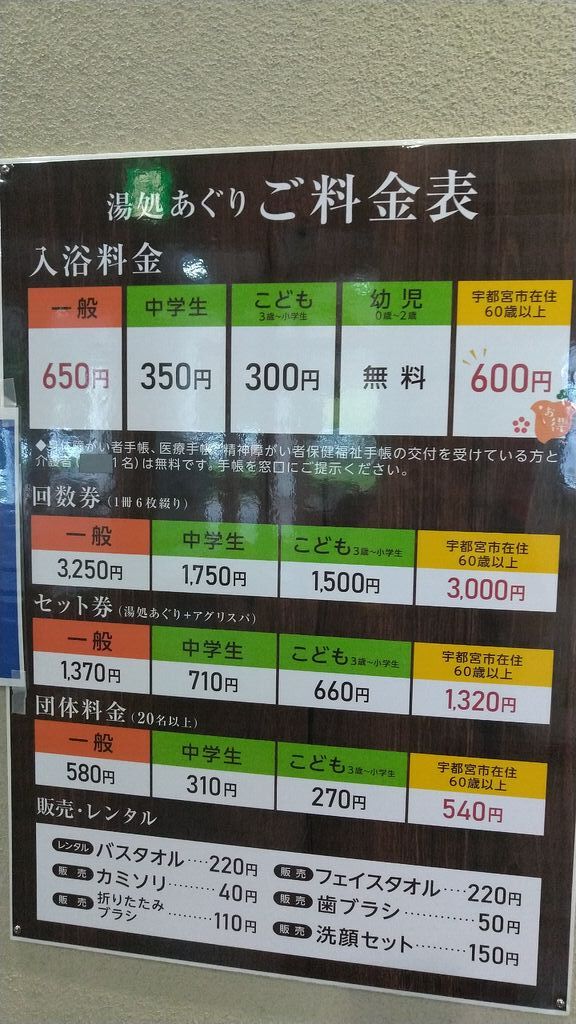 湯処あぐり ご料金表
入浴料金
一般 中学生 こども 3歳～小学生 幼児 0歳～2歳 宇都宮市在住 60歳以上
650円 350円 300円 無料 600円
お得
障がい者手帳、医療手帳、精神障がい者保健福祉手帳の交付を受けている方と
介護者( 1名)は無料です。手帳を窓口にご提示ください。
回数券(1冊6枚綴り)
一般 中学生 こども 3歳～小学生 宇都宮市在住 60歳以上
3,250円 1,750円 1,500円 3,000円
セット券(湯処あぐり+アグリスパ)
一般 中学生 こども 3歳～小学生 宇都宮市在住 60歳以上
1,370円 710円 660円 1,320円
団体料金(20名以上)
一般 中学生 こども 3歳～小学生 宇都宮市在住 60歳以上
580円 310円 270円 540円
販売・レンタル
レンタル バスタオル····220円
販売 カミソリ········40円
販売 折りたたみブラシ·········110円
販売 フェイスタオル····220円
販売 歯ブラシ············50円
販売 洗顔セット·········150円